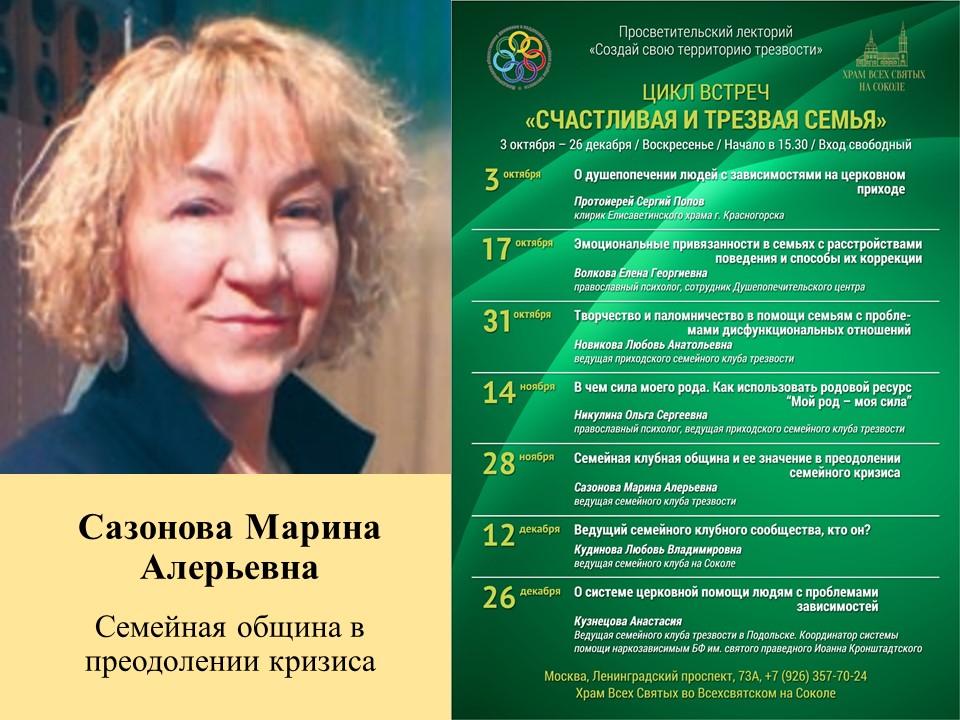 Сазонова Марина
Алерьевна
Семейная община в
преодолении кризиса
Просветительский лекторий
«Создай свою территорию трезвости»
ХРАМ ВСЕХ СВЯТЫХ
НА СОКОЛЕ
ЦИКЛ ВСТРЕЧ
«СЧАСТЛИВАЯ И ТРЕЗВАЯ СЕМЬЯ»
3 октября – 26 декабря / Воскресенье / Начало в 15.30 / Вход свободный
3 октября
О душепопечении людей с зависимостями на церковном
приходе
Протоиерей Сергий Попов
клирик Елисаветинского храма г. Красногорска
17 октября
Эмоциональные привязанности в семьях с расстройствами
поведения и способы их коррекции
Волкова Елена Георгиевна
православный психолог, сотрудник Душепопечительского центра
31 октября
Творчество и паломничество в помощи семьям с пробле-
мами дисфункциональных отношений
Новикова Любовь Анатольевна
ведущая приходского семейного клуба трезвости
14 ноября
В чем сила моего рода. Как использовать родовой ресурс
“Мой род – моя сила”
Никулина Ольга Сергеевна
православный психолог, ведущая приходского семейного клуба трезвости
28 ноября
Семейная клубная община и ее значение в преодолении
семейного кризиса
Сазонова Марина Алерьевна
ведущая семейного клуба трезвости
12 декабря
Ведущий семейного клубного сообщества, кто он?
Кудинова Любовь Владимировна
ведущая семейного клуба на Соколе
26 декабря
О системе церковной помощи людям с проблемами
зависимостей
Кузнецова Анастасия
Ведущая семейного клуба трезвости в Подольске. Координатор системы
помощи наркозависимым БФ им. святого праведного Иоанна Кронштадтского
Москва, Ленинградский проспект, 73А, +7 (926) 357-70-24
Храм Всех Святых во Всехсвятском на Соколе